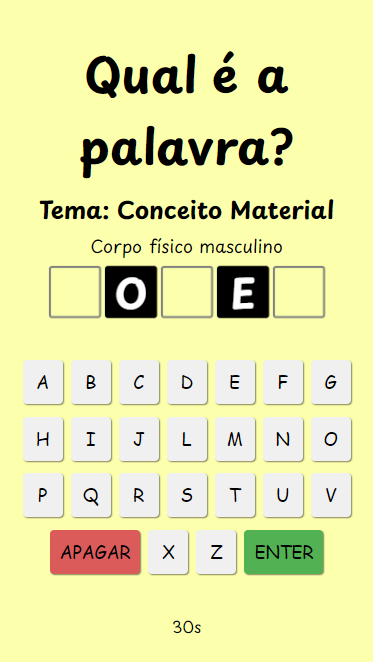 Qual é a
palavra?
Tema: Conceito Material
Corpo físico masculino
O E
A B C D E F G
H I J L M N O
P Q R S T U V
APAGAR X Z ENTER
30s